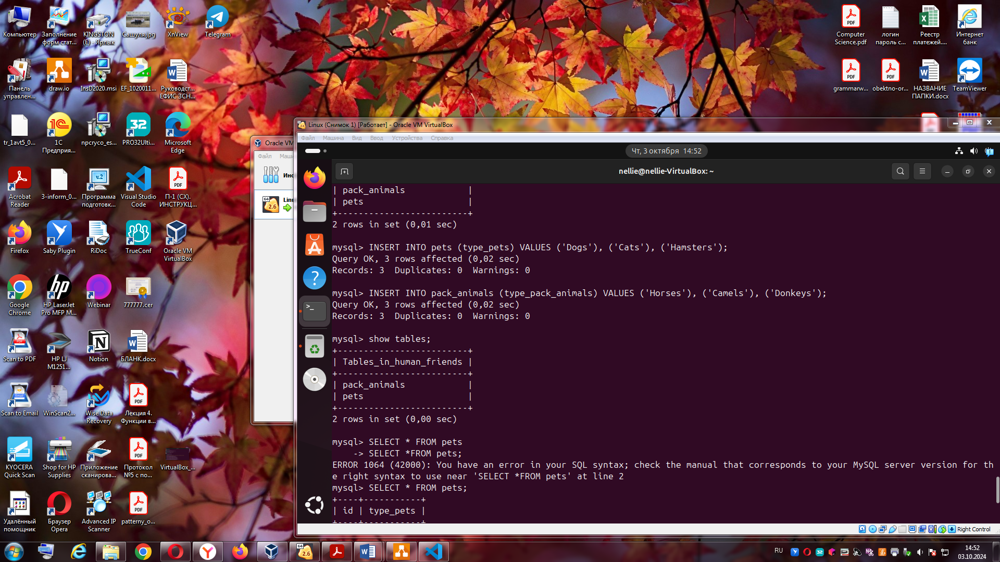 Компьютер
Заполнение форм стат...
KINGSTON (E) - Ярлык
Сашуля.jpg
XnView
Telegram
Панель управлен...
draw.io
InsD2020.msi
EF_1020011...
Руководст... ЕФИС ЗСН...
tr_1avt5_0...
1С Предприя...
npcryco_es...
PRO32Ulti...
Microsoft Edge
Acrobat Reader
3-inform_0...
Программа подготовк...
Visual Studio Code
П-1 (СХ). ИНСТРУКЦ...
Firefox
Saby Plugin
RiDoc
TrueConf
Oracle VM VirtualBox
Google Chrome
HP LaserJet Pro MFP M...
Webinar
777777.cer
Scan to PDF
HP LJ M1251...
Notion
БЛАНК.docx
Scan to Email
WinScan2...
Wise Data Recovery
Лекция 4. Функции в...
KYOCERA Quick Scan
Shop for HP Supplies
Приложение сканирова...
Протокол №5 с по...
VirtualBox_...
Удалённый помощник
Браузер Opera
Advanced IP Scanner
patterny_o...
Computer Science.pdf
логин пароль с...
Реестр платежей....
Интернет банк
grammarw...
obektno-or...
НАЗВАНИЕ ПАПКИ.docx
TeamViewer
Oracle VM
Файл Маши
Инс
Linu
Linux (Снимок 1) [Работает] - Oracle VM VirtualBox
Файл Машина Вид Ввод Устройства Справка
Чт, 3 октября 14:52
nellie@nellie-VirtualBox: ~
| pack_animals            |
| pets                    |
+-------------------------+
2 rows in set (0,01 sec)
mysql> INSERT INTO pets (type_pets) VALUES ('Dogs'), ('Cats'), ('Hamsters');
Query OK, 3 rows affected (0,02 sec)
Records: 3  Duplicates: 0  Warnings: 0
mysql> INSERT INTO pack_animals (type_pack_animals) VALUES ('Horses'), ('Camels'), ('Donkeys');
Query OK, 3 rows affected (0,02 sec)
Records: 3  Duplicates: 0  Warnings: 0
mysql> show tables;
+-------------------------+
| Tables_in_human_friends |
+-------------------------+
| pack_animals            |
| pets                    |
+-------------------------+
2 rows in set (0,00 sec)
mysql> SELECT * FROM pets
    -> SELECT *FROM pets;
ERROR 1064 (42000): You have an error in your SQL syntax; check the manual that corresponds to your MySQL server version for th
e right syntax to use near 'SELECT *FROM pets' at line 2
mysql> SELECT * FROM pets;
+----+-----------+
| id | type_pets |
+----+-----------+
Right Control
RU
14:52
03.10.2024